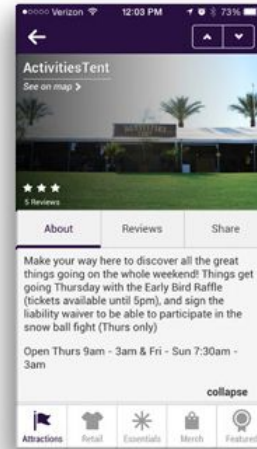 Verizon 12:03 PM 73%
ActivitiesTent
See on map >
5 Reviews
About Reviews Share
Make your way here to discover all the great
things going on the whole weekend! Things get
going Thursday with the Early Bird Raffle
(tickets available until 5pm), and sign the
liability waiver to be able to participate in the
snow ball fight (Thurs only)
Open Thurs 9am - 3am & Fri - Sun 7:30am -
3am
collapse
Attractions Retail Essentials Merch Featured